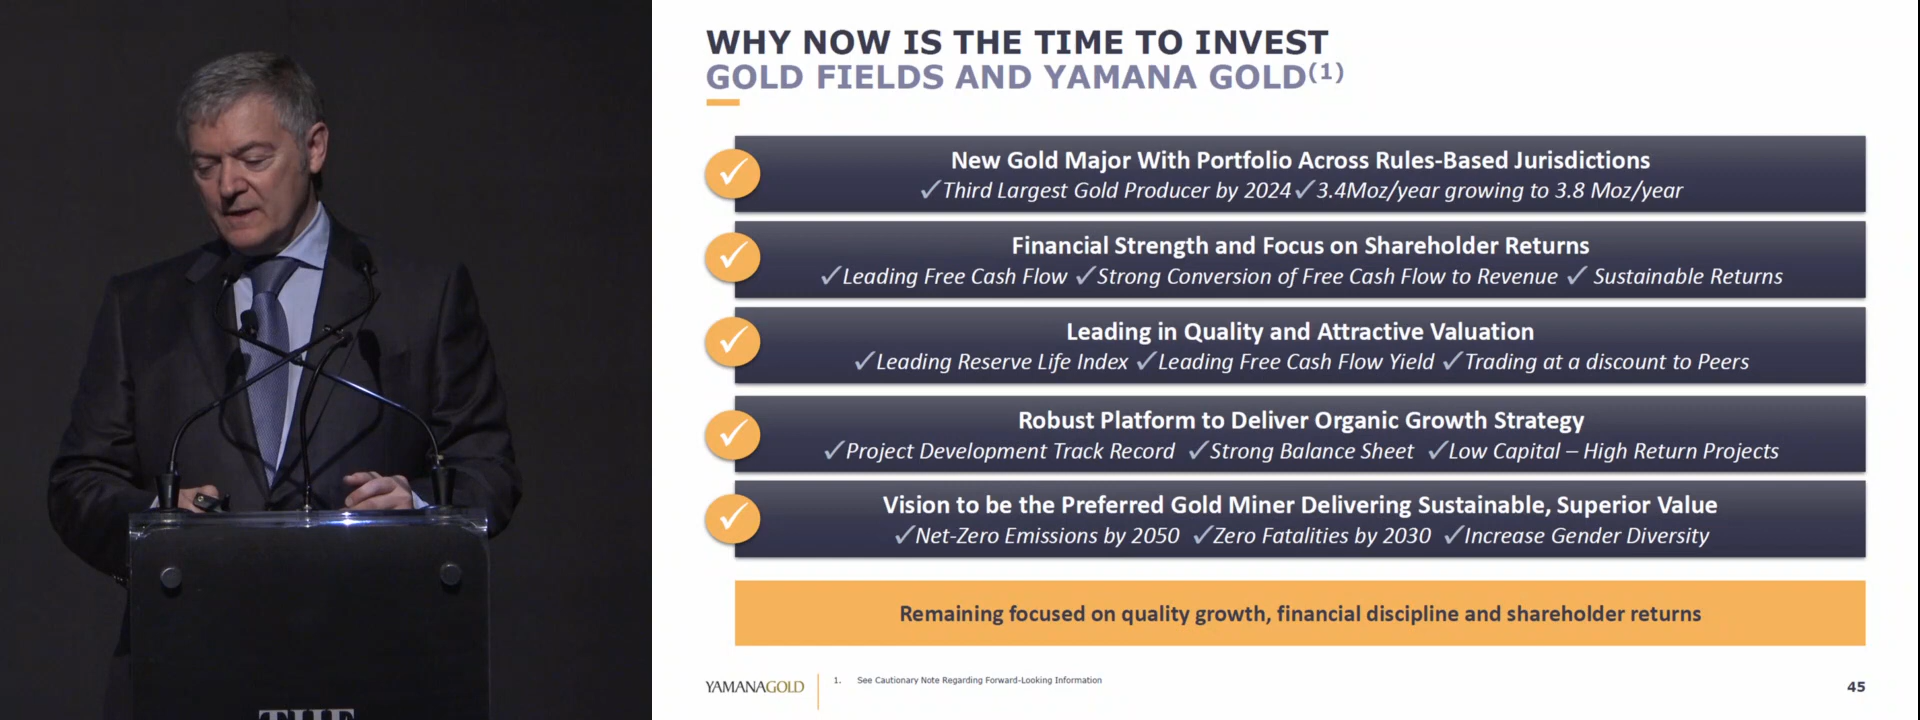 WHY NOW IS THE TIME TO INVEST
GOLD FIELDS AND YAMANA GOLD(1)
New Gold Major With Portfolio Across Rules-Based Jurisdictions
✓Third Largest Gold Producer by 2024 ✓3.4Moz/year growing to 3.8 Moz/year
Financial Strength and Focus on Shareholder Returns
✓Leading Free Cash Flow ✓Strong Conversion of Free Cash Flow to Revenue ✓ Sustainable Returns
Leading in Quality and Attractive Valuation
✓Leading Reserve Life Index ✓Leading Free Cash Flow Yield ✓Trading at a discount to Peers
Robust Platform to Deliver Organic Growth Strategy
✓Project Development Track Record ✓Strong Balance Sheet ✓Low Capital – High Return Projects
Vision to be the Preferred Gold Miner Delivering Sustainable, Superior Value
✓Net-Zero Emissions by 2050 ✓Zero Fatalities by 2030 ✓Increase Gender Diversity
Remaining focused on quality growth, financial discipline and shareholder returns
YAMANAGOLD
1. See Cautionary Note Regarding Forward-Looking Information
45
THE